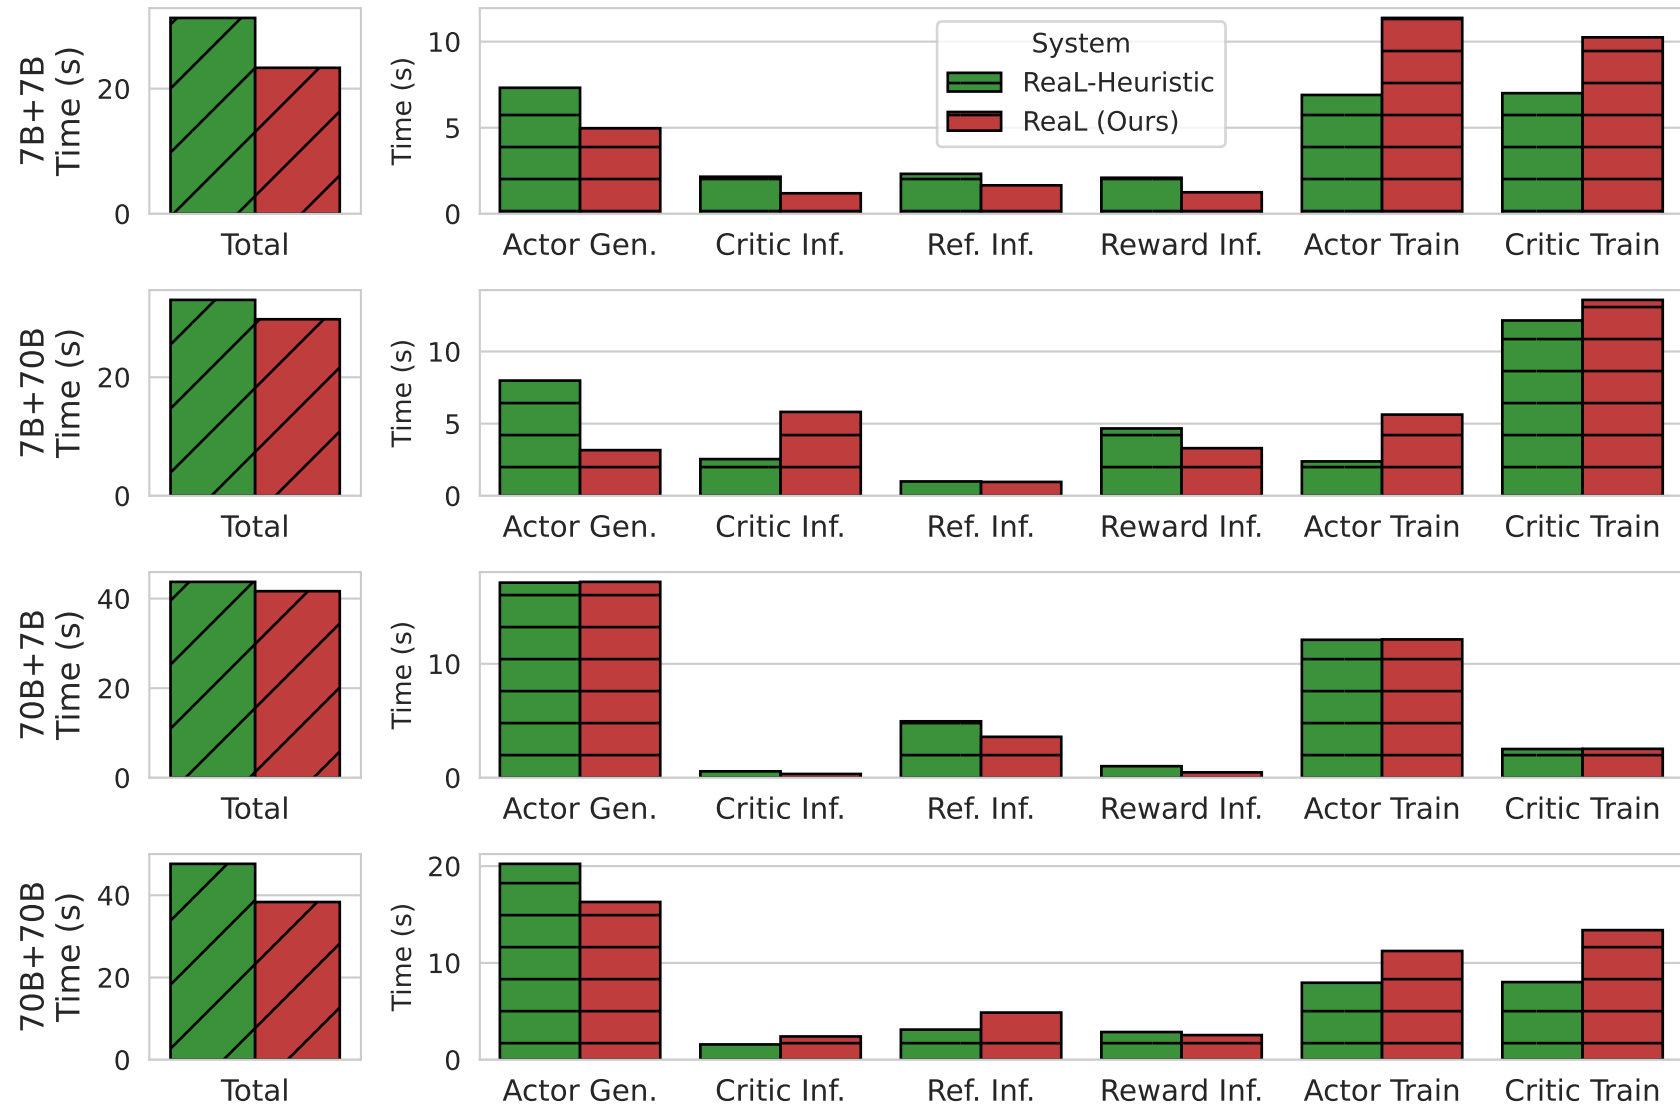 7B+7B
Time (s)
20
0
Total
Time (s)
10
5
0
System
ReaL-Heuristic
ReaL (Ours)
Actor Gen.
Critic Inf.
Ref. Inf.
Reward Inf.
Actor Train
Critic Train
7B+70B
Time (s)
20
0
Total
Time (s)
10
5
0
Actor Gen.
Critic Inf.
Ref. Inf.
Reward Inf.
Actor Train
Critic Train
70B+7B
Time (s)
40
20
0
Total
Time (s)
10
0
Actor Gen.
Critic Inf.
Ref. Inf.
Reward Inf.
Actor Train
Critic Train
70B+70B
Time (s)
40
20
0
Total
Time (s)
20
10
0
Actor Gen.
Critic Inf.
Ref. Inf.
Reward Inf.
Actor Train
Critic Train